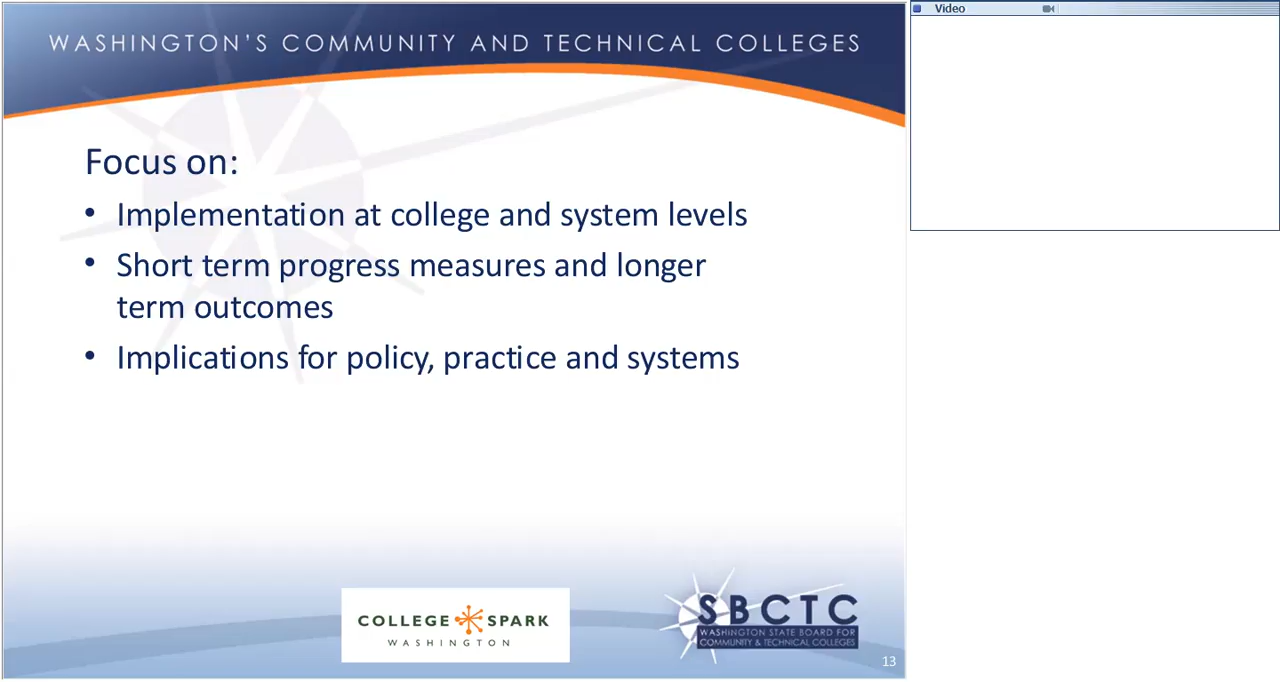 WASHINGTON'S COMMUNITY AND TECHNICAL COLLEGES
Video
Focus on:
• Implementation at college and system levels
• Short term progress measures and longer
term outcomes
• Implications for policy, practice and systems
COLLEGE SPARK
WASHINGTON
SBCTC
WASHINGTON STATE BOARD FOR
COMMUNITY & TECHNICAL COLLEGES
13